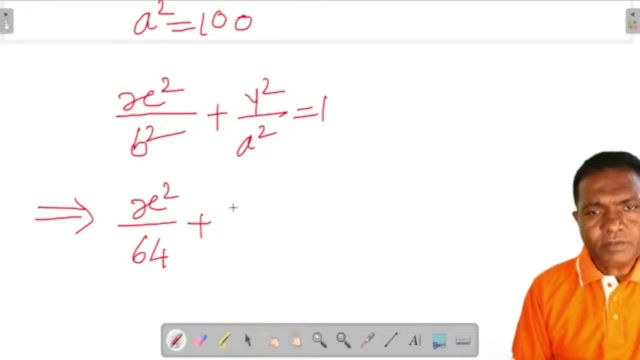 a²=100
x²/b² + y²/a² = 1
⇒ x²/64 +
A|